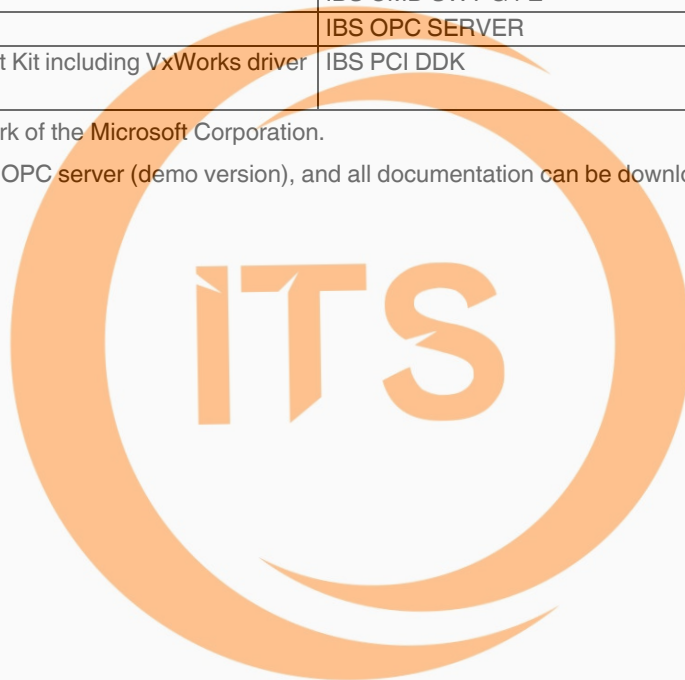 IBS OPC SERVER
t Kit including VxWorks driver IBS PCI DDK
rk of the Microsoft Corporation.
OPC server (demo version), and all documentation can be downlo
ITS